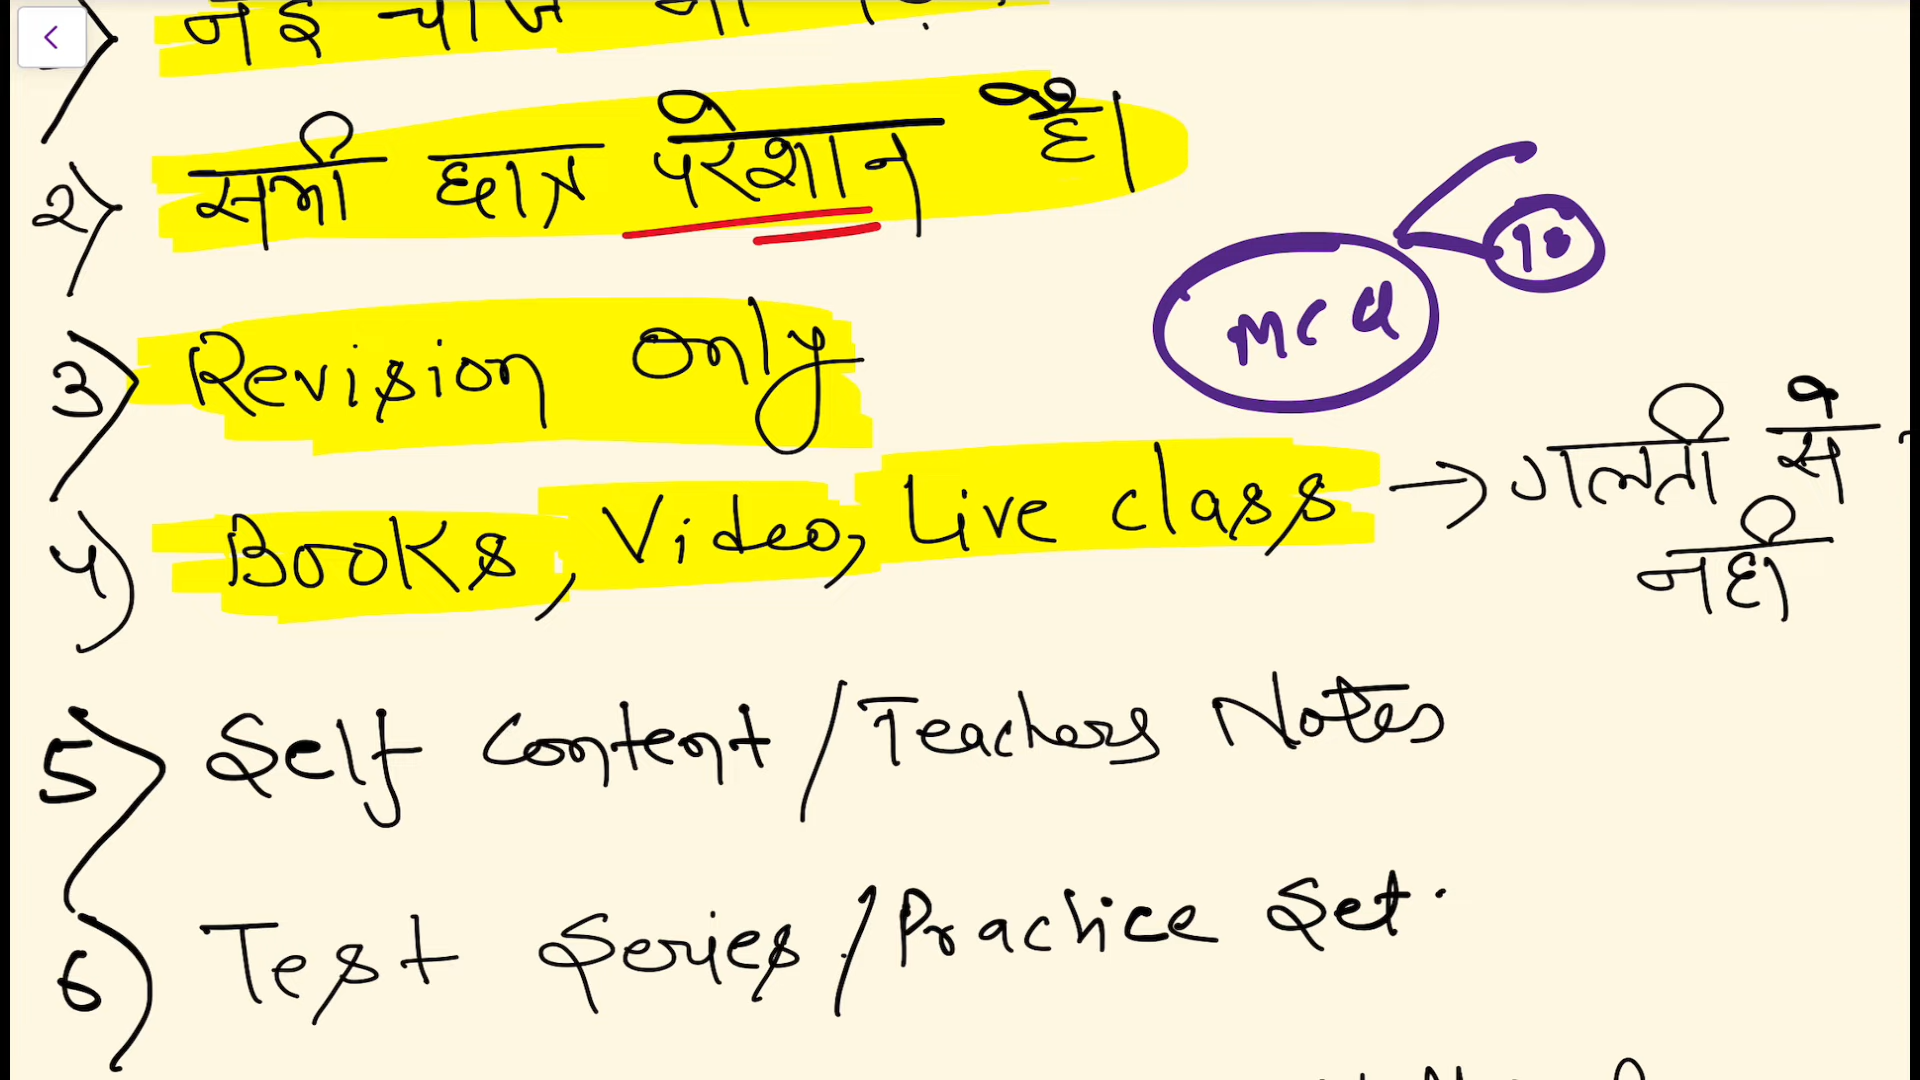 नई चीज
2) सभी छात्र परेशान है।
MCQ
10
3) Revision Only
4) Books, Video, Live class → गलती से
नही
5) Self Content / Teachers Notes
6) Test Series / Practice Set.